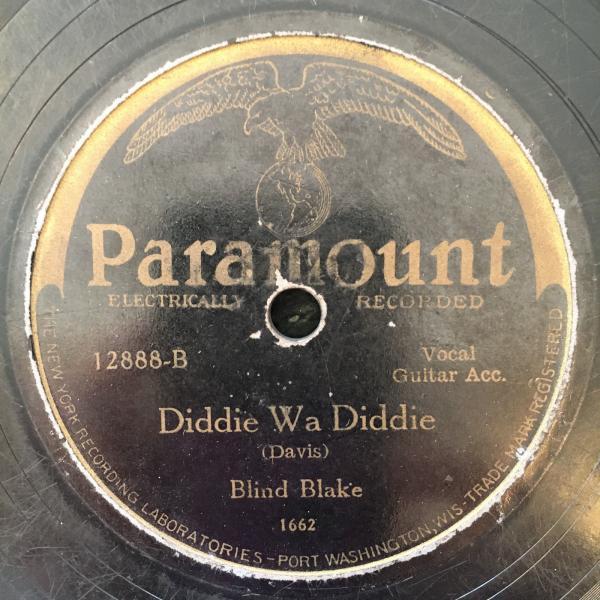 Paramount
ELECTRICALLY RECORDED
12888-B
Vocal
Guitar Acc.
Diddie Wa Diddie
(Davis)
Blind Blake
1662
THE NEW YORK RECORDING LABORATORIES-PORT WASHINGTON, WIS-TRADE MARK REGISTERED